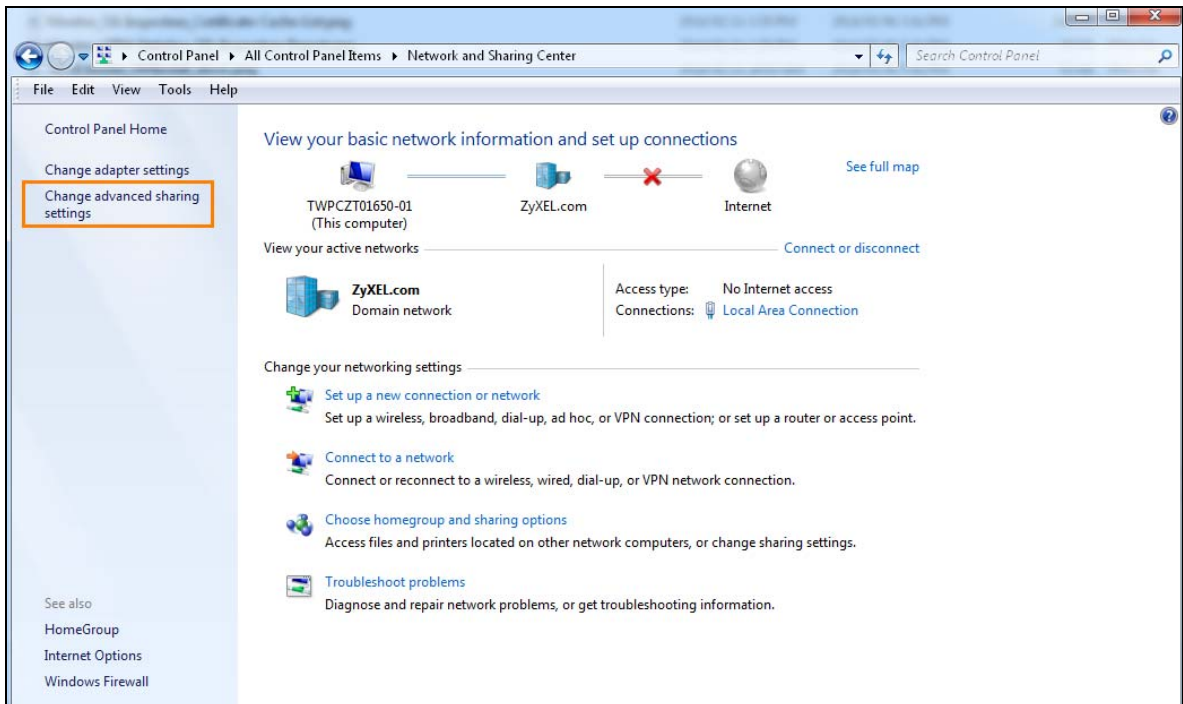 Control Panel ▸ All Control Panel Items ▸ Network and Sharing Center
Search Control Panel
File Edit View Tools Help
Control Panel Home
Change adapter settings
Change advanced sharing
settings
See also
HomeGroup
Internet Options
Windows Firewall
View your basic network information and set up connections
See full map
TWPCZT01650-01
(This computer)
ZyXEL.com
Internet
View your active networks
Connect or disconnect
ZyXEL.com
Domain network
Access type: No Internet access
Connections: Local Area Connection
Change your networking settings
Set up a new connection or network
Set up a wireless, broadband, dial-up, ad hoc, or VPN connection; or set up a router or access point.
Connect to a network
Connect or reconnect to a wireless, wired, dial-up, or VPN network connection.
Choose homegroup and sharing options
Access files and printers located on other network computers, or change sharing settings.
Troubleshoot problems
Diagnose and repair network problems, or get troubleshooting information.